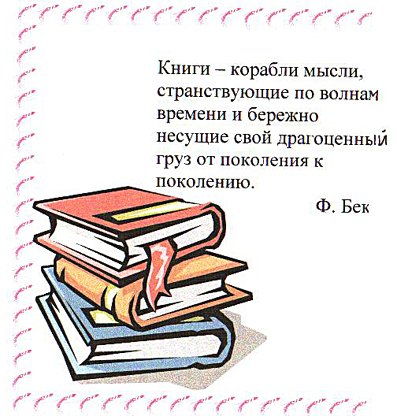 Книги – корабли мысли,
странствующие по волнам
времени и бережно
несущие свой драгоценный
груз от поколения к
поколению.
Ф. Бек